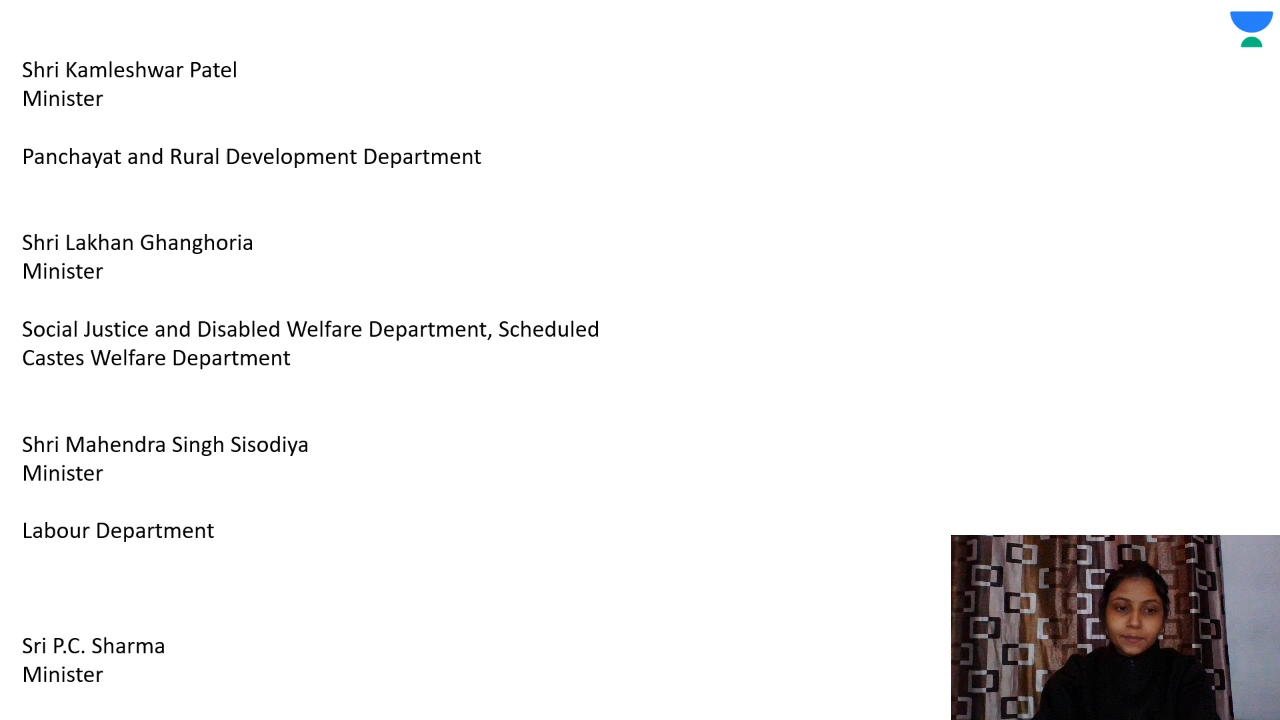 Shri Kamleshwar Patel
Minister
Panchayat and Rural Development Department
Shri Lakhan Ghanghoria
Minister
Social Justice and Disabled Welfare Department, Scheduled
Castes Welfare Department
Shri Mahendra Singh Sisodiya
Minister
Labour Department
Sri P.C. Sharma
Minister